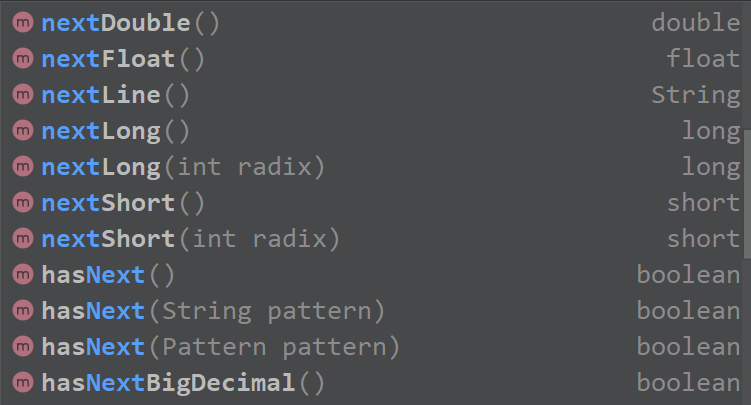 m nextDouble() double
m nextFloat() float
m nextLine() String
m nextLong() long
m nextLong(int radix) long
m nextShort() short
m nextShort(int radix) short
m hasNext() boolean
m hasNext(String pattern) boolean
m hasNext(Pattern pattern) boolean
m hasNextBigDecimal() boolean